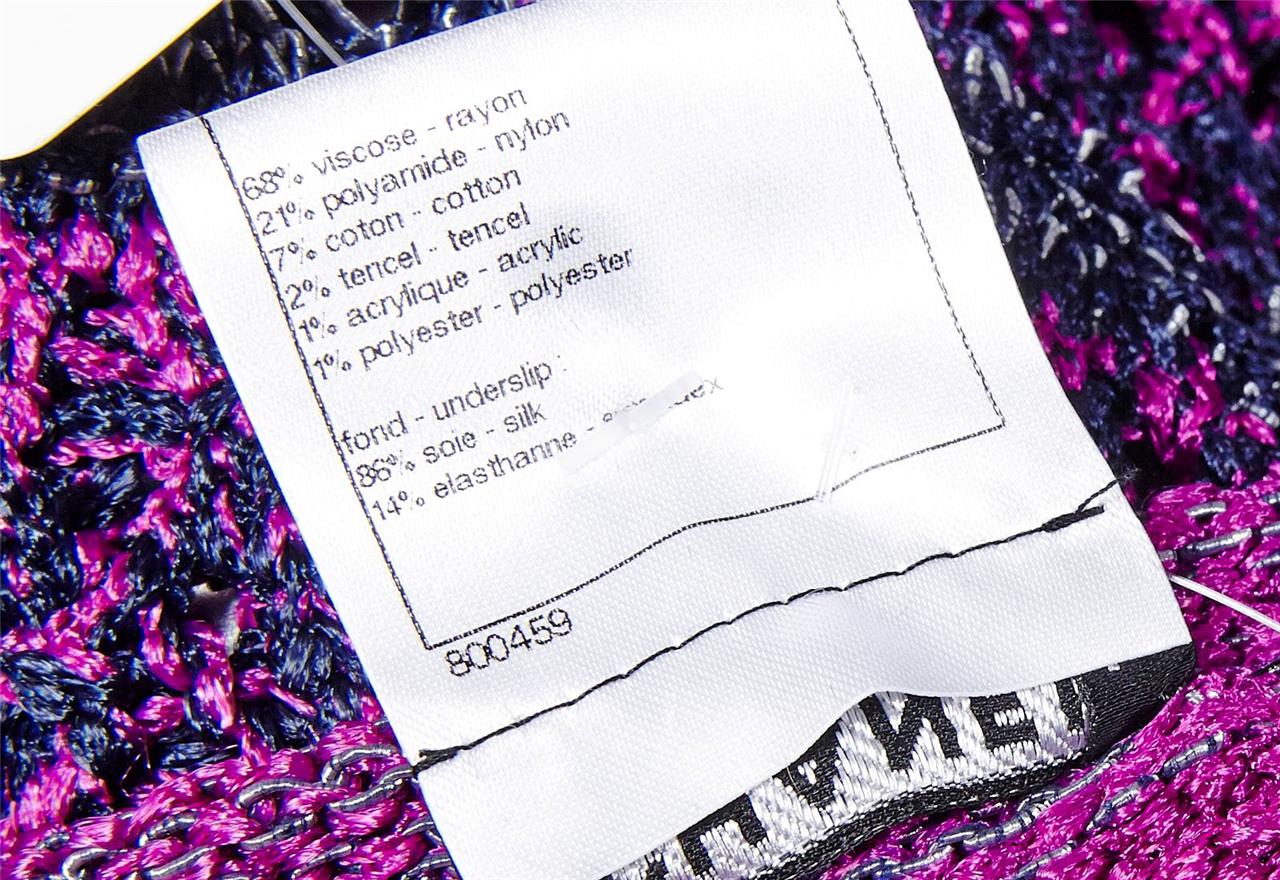 68% viscose - rayon
21% polyamide - nylon
7% coton - cotton
2% tencel - tencel
1% acrylique - acrylic
1% polyester - polyester
fond - underslip :
86% soie - silk
14% elasthanne -
800459